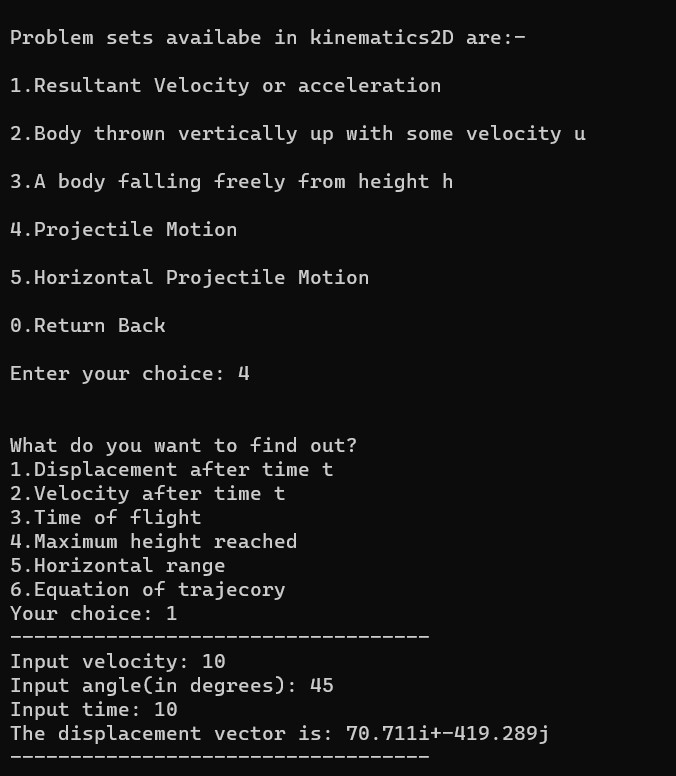 Problem sets availabe in kinematics2D are:-
1.Resultant Velocity or acceleration
2.Body thrown vertically up with some velocity u
3.A body falling freely from height h
4.Projectile Motion
5.Horizontal Projectile Motion
0.Return Back
Enter your choice: 4
What do you want to find out?
1.Displacement after time t
2.Velocity after time t
3.Time of flight
4.Maximum height reached
5.Horizontal range
6.Equation of trajecory
Your choice: 1
-----------------------------------
Input velocity: 10
Input angle(in degrees): 45
Input time: 10
The displacement vector is: 70.711i+-419.289j
-----------------------------------